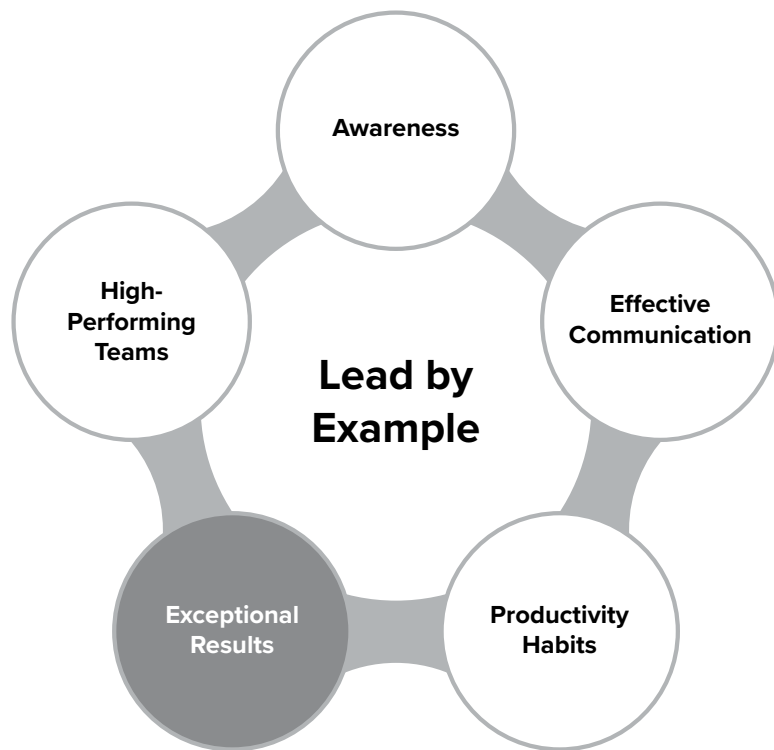 Awareness
Effective
Communication
High-
Performing
Teams
Lead by
Example
Exceptional
Results
Productivity
Habits